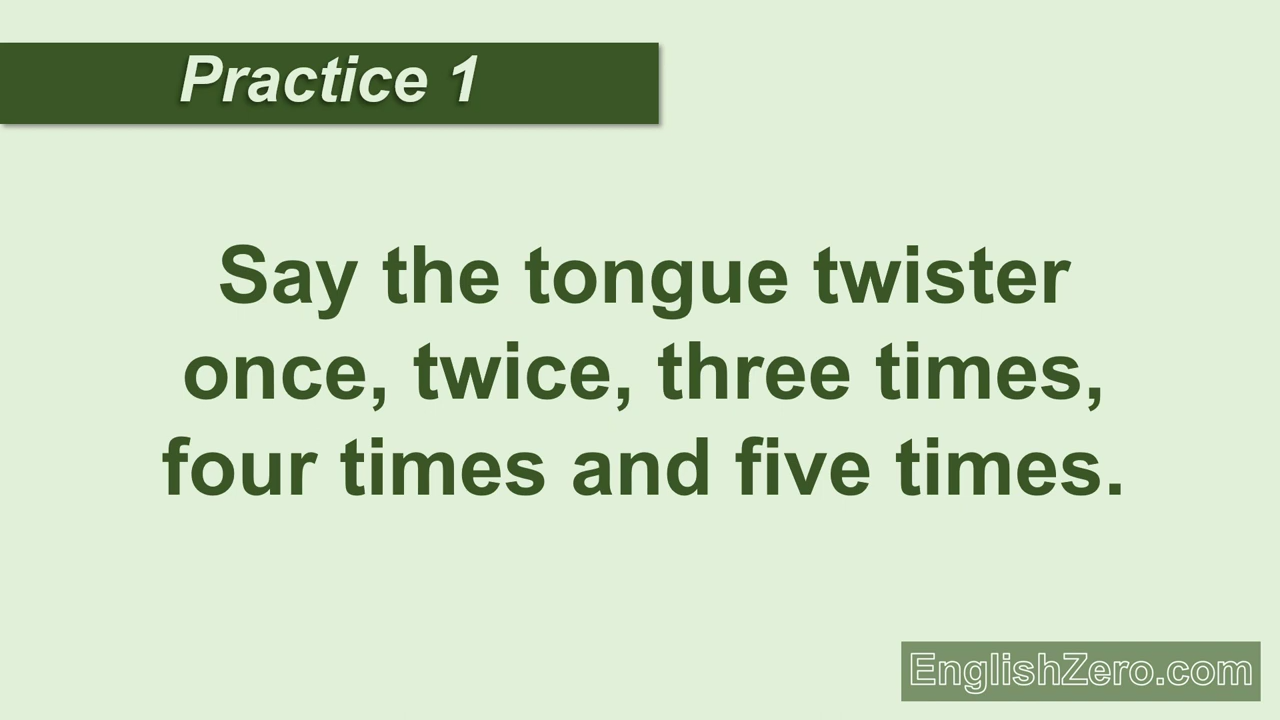 Practice 1
Say the tongue twister
once, twice, three times,
four times and five times.
EnglishZero.com